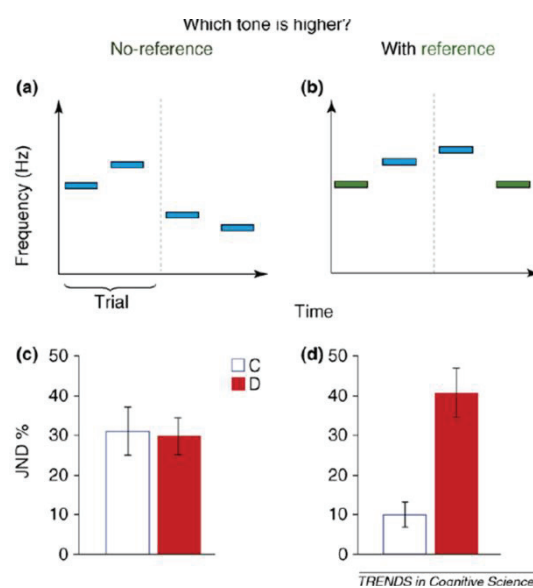 Which tone is higher?
No-reference
With reference
(a)
(b)
Frequency (Hz)
Trial
Time
(c)
(d)
50
40
30
20
10
0
JND %
C
D
50
40
30
20
10
0
TRENDS in Cognitive Science